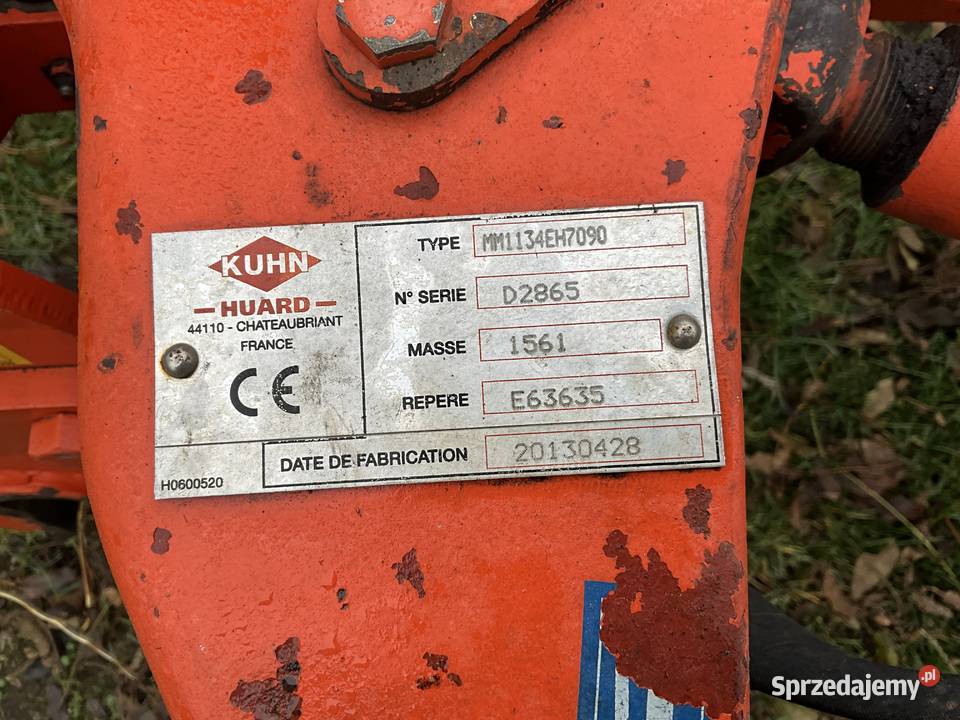 KUHN
HUARD
44110 - CHATEAUBRIANT
FRANCE
CE
TYPE MM1134EH7090
N° SERIE D2865
MASSE 1561
REPERE E63635
DATE DE FABRICATION 20130428
H0600520
Sprzedajemy.pl